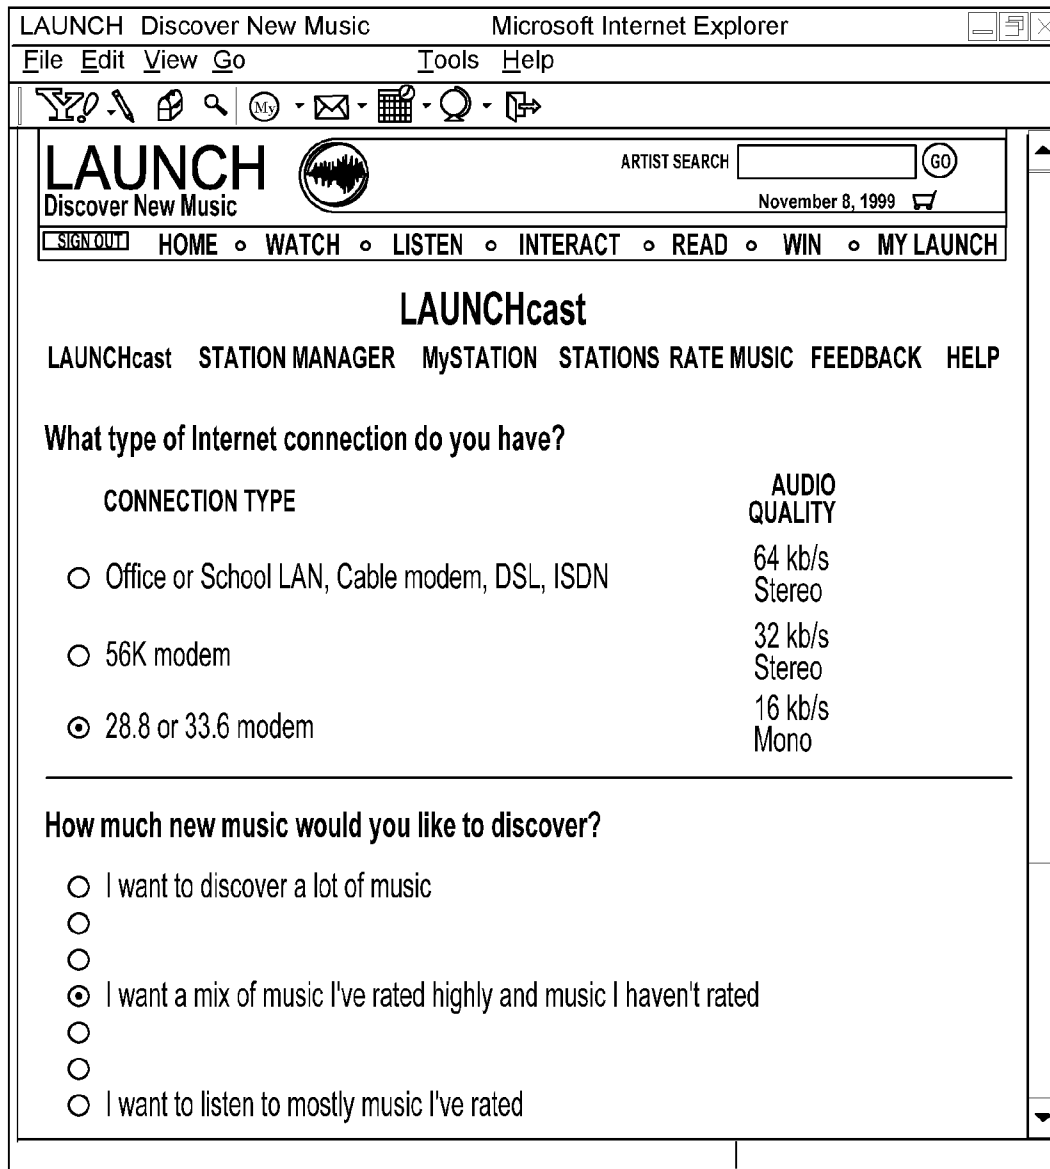 LAUNCH Discover New Music Microsoft Internet Explorer
File Edit View Go Tools Help
Y! My
LAUNCH
Discover New Music
ARTIST SEARCH GO
November 8, 1999
SIGN OUT HOME WATCH LISTEN INTERACT READ WIN MY LAUNCH
LAUNCHcast
LAUNCHcast STATION MANAGER MySTATION STATIONS RATE MUSIC FEEDBACK HELP
What type of Internet connection do you have?
CONNECTION TYPE AUDIO QUALITY
Office or School LAN, Cable modem, DSL, ISDN 64 kb/s Stereo
56K modem 32 kb/s Stereo
28.8 or 33.6 modem 16 kb/s Mono
How much new music would you like to discover?
I want to discover a lot of music
I want a mix of music I've rated highly and music I haven't rated
I want to listen to mostly music I've rated